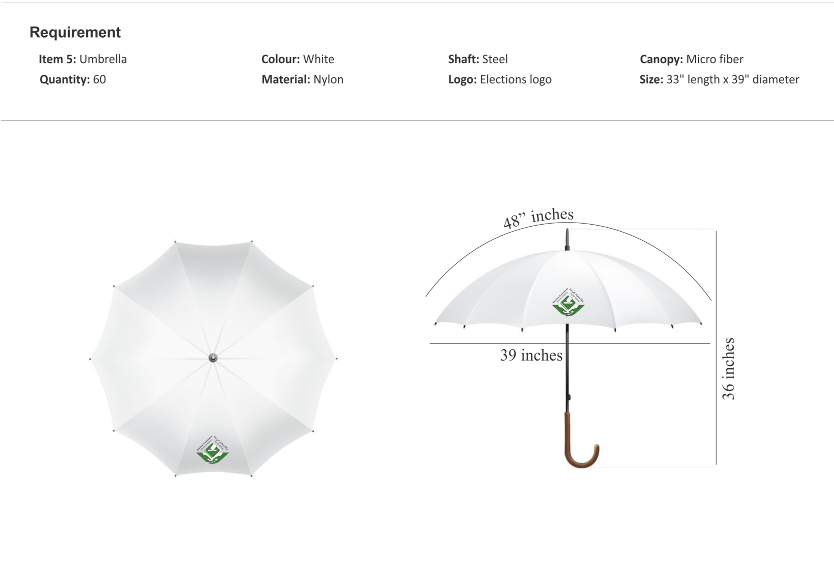 Requirement
Item 5: Umbrella
Colour: White
Shaft: Steel
Canopy: Micro fiber
Quantity: 60
Material: Nylon
Logo: Elections logo
Size: 33" length x 39" diameter
48” inches
39 inches
36 inches